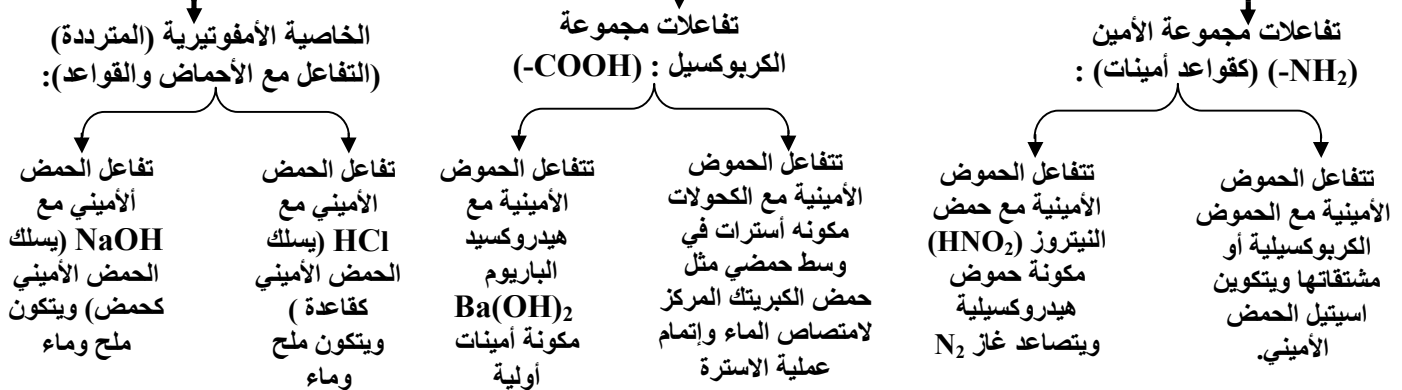 تفاعلات مجموعة الأمين
(-NH₂) (كقواعد أمينات) :
تتفاعل الحموض
الأمينية مع الحموض
الكربوكسيلية أو
مشتقاتها ويتكوين
اسيتيل الحمض
الأميني.
تتفاعل الحموض
الأمينية مع حمض
النيتروز (HNO₂)
مكونة حموض
هيدروكسيلية
ويتصاعد غاز N₂
تفاعلات مجموعة
الكربوكسيل : (-COOH)
تتفاعل الحموض
الأمينية مع الكحولات
مكونه أسترات في
وسط حمضي مثل
حمض الكبريتك المركز
لامتصاص الماء وإتمام
عملية الاسترة
تتفاعل الحموض
الأمينية مع
هيدروكسيد
الباريوم
Ba(OH)₂
مكونة أمينات
أولية
الخاصية الأمفوتيرية (المترددة)
(التفاعل مع الأحماض والقواعد):
تفاعل الحمض
الأميني مع
HCl (يسلك
الحمض الأميني
كقاعدة )
ويتكون ملح
وماء
تفاعل الحمض
ألأميني مع
NaOH (يسلك
الحمض الأميني
كحمض) ويتكون
ملح وماء